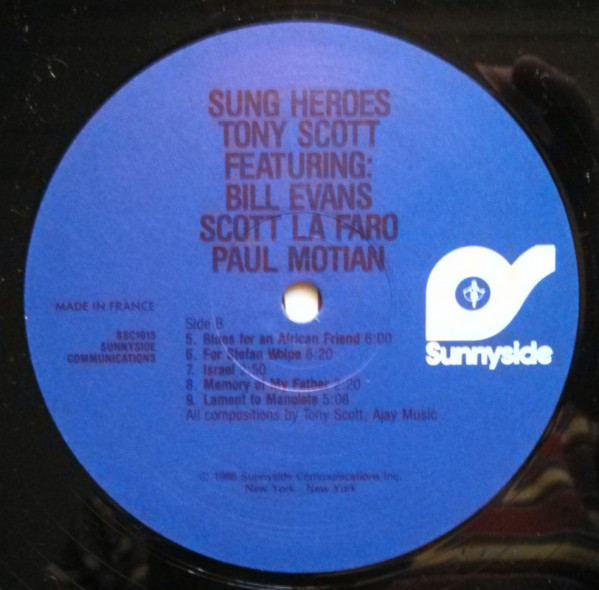 SUNG HEROES
TONY SCOTT
FEATURING:
BILL EVANS
SCOTT LA FARO
PAUL MOTIAN
MADE IN FRANCE
SSC1015
SUNNYSIDE
COMMUNICATIONS
Side B
5. Blues for an African Friend 6:00
6. For Stefan Wolpe 6:20
7. Israel :50
8. Memory of My Father :20
9. Lament to Manolete 5:08
All compositions by Tony Scott, Ajay Music
Sunnyside
© 1986 Sunnyside Communications Inc.
New York - New York